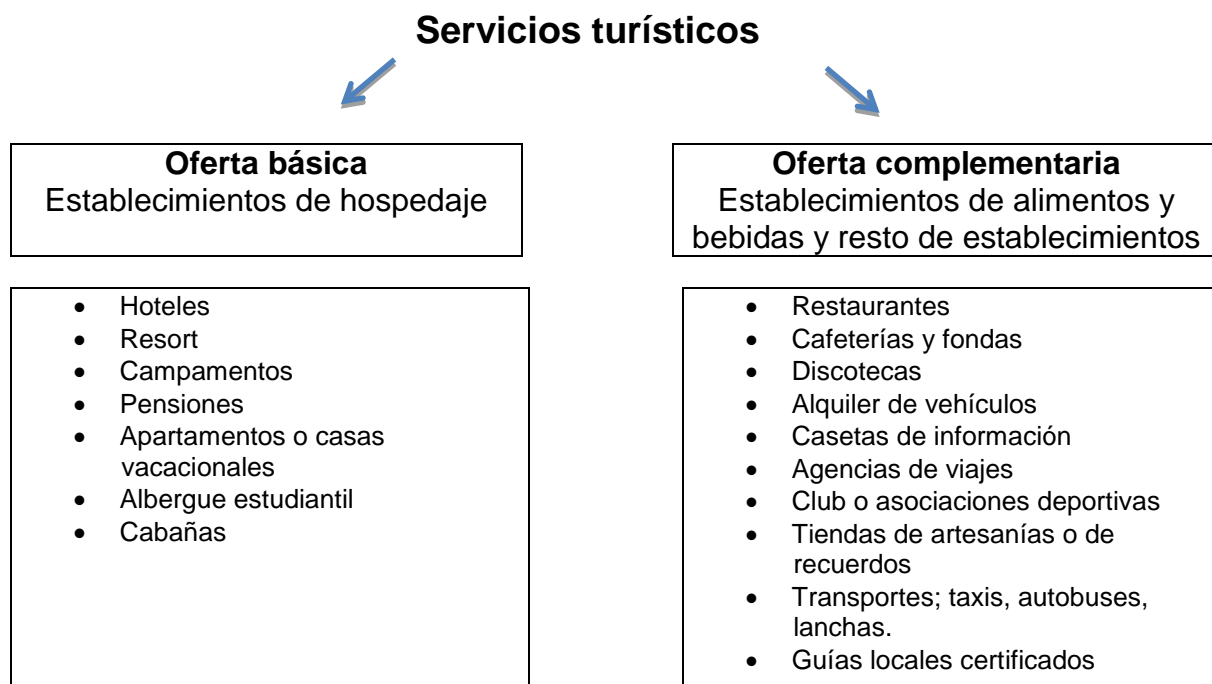 Servicios turísticos
Oferta básica
Establecimientos de hospedaje
Oferta complementaria
Establecimientos de alimentos y
bebidas y resto de establecimientos
• Hoteles
• Resort
• Campamentos
• Pensiones
• Apartamentos o casas
vacacionales
• Albergue estudiantil
• Cabañas
• Restaurantes
• Cafeterías y fondas
• Discotecas
• Alquiler de vehículos
• Casetas de información
• Agencias de viajes
• Club o asociaciones deportivas
• Tiendas de artesanías o de
recuerdos
• Transportes; taxis, autobuses,
lanchas.
• Guías locales certificados